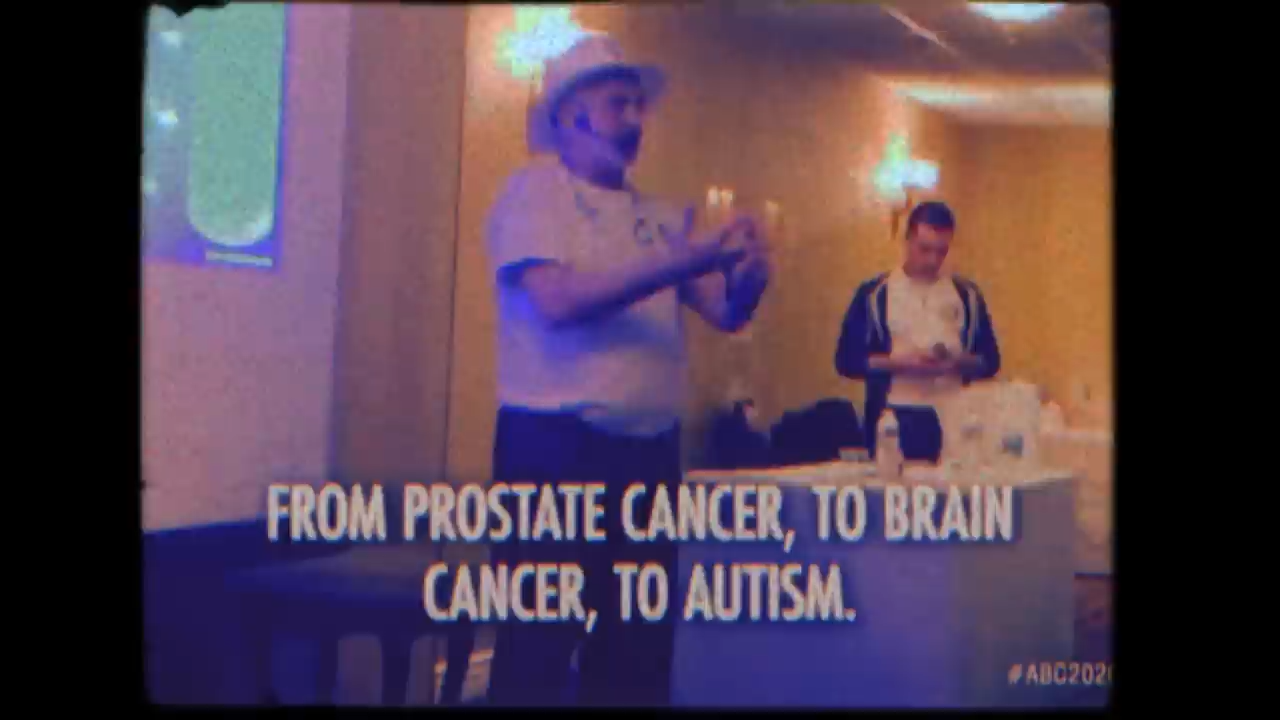 FROM PROSTATE CANCER, TO BRAIN
CANCER, TO AUTISM.
#ABC202